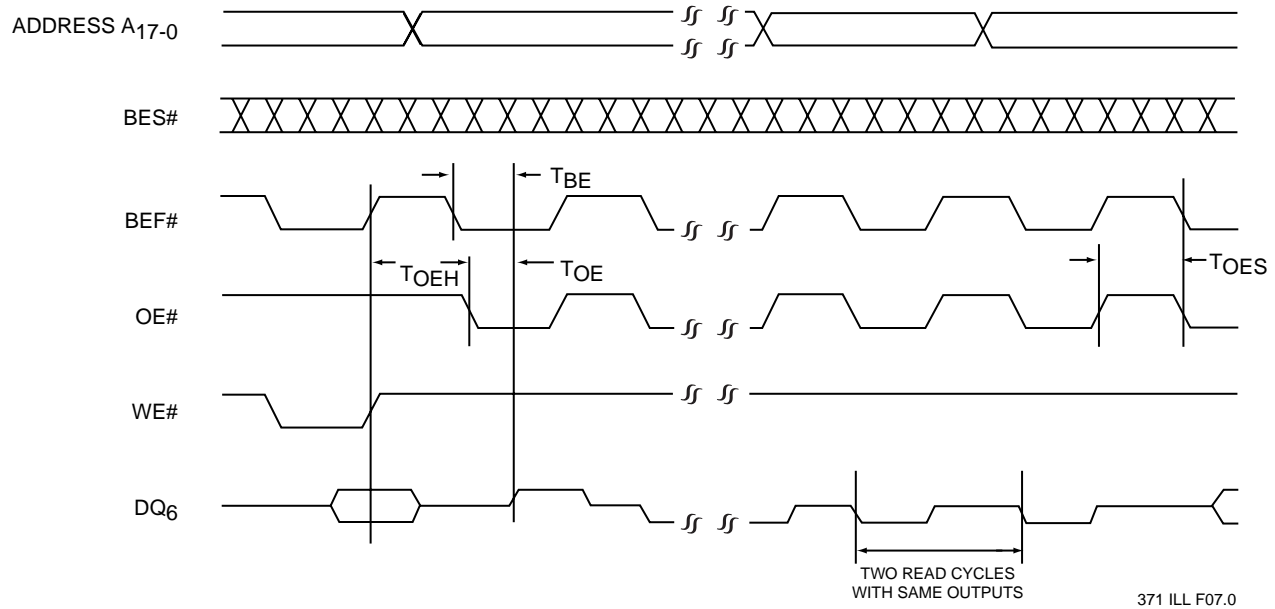 ADDRESS A17-0
BES#
TBE
BEF#
TOEH
TOE
TOES
OE#
WE#
DQ6
TWO READ CYCLES
WITH SAME OUTPUTS
371 ILL F07.0